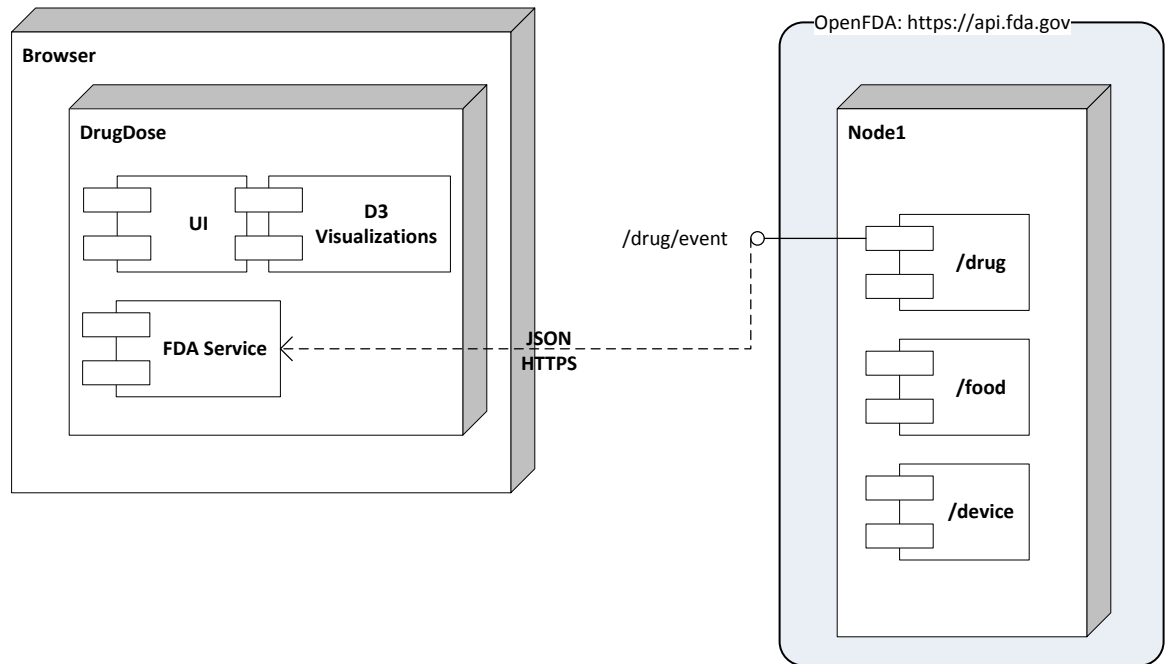 OpenFDA: https://api.fda.gov
Browser
DrugDose
UI
D3
Visualizations
FDA Service
JSON
HTTPS
/drug/event
Node1
/drug
/food
/device